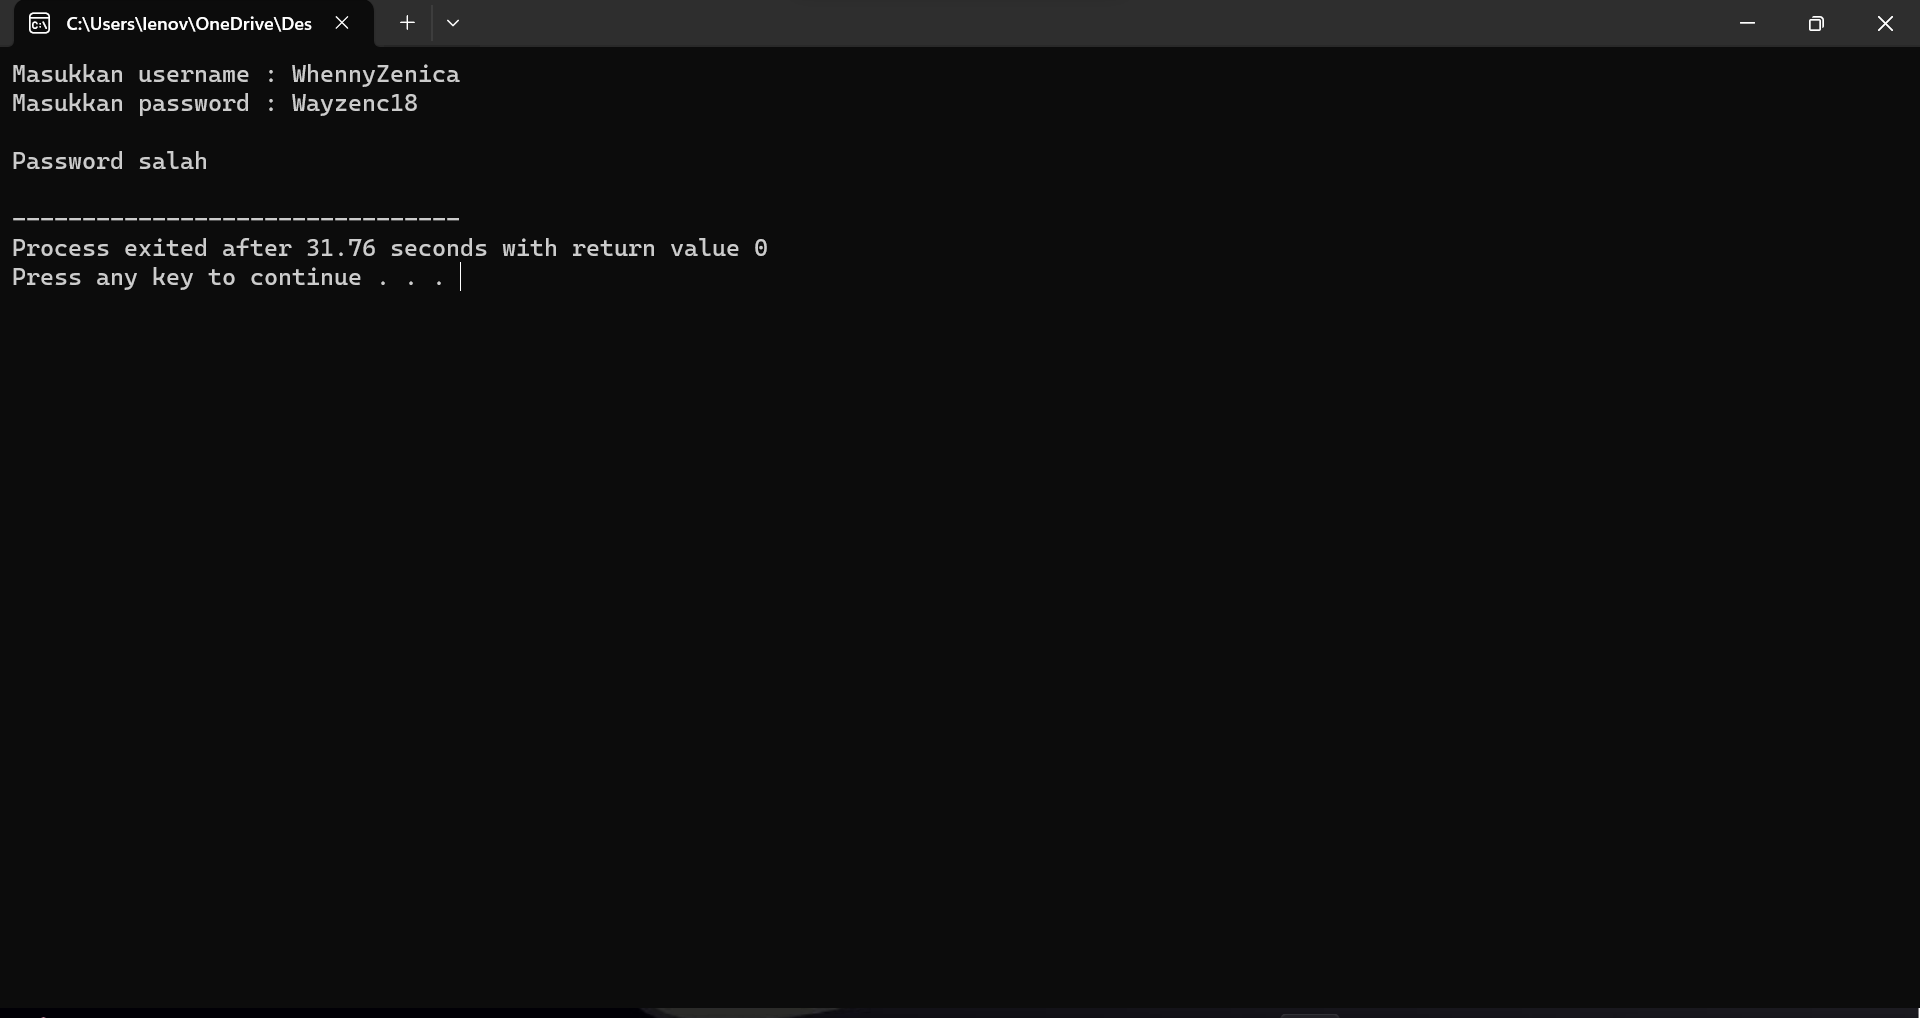 C:\Users\lenov\OneDrive\Des
Masukkan username : WhennyZenica
Masukkan password : Wayzenc18
Password salah
--------------------------------
Process exited after 31.76 seconds with return value 0
Press any key to continue . . .